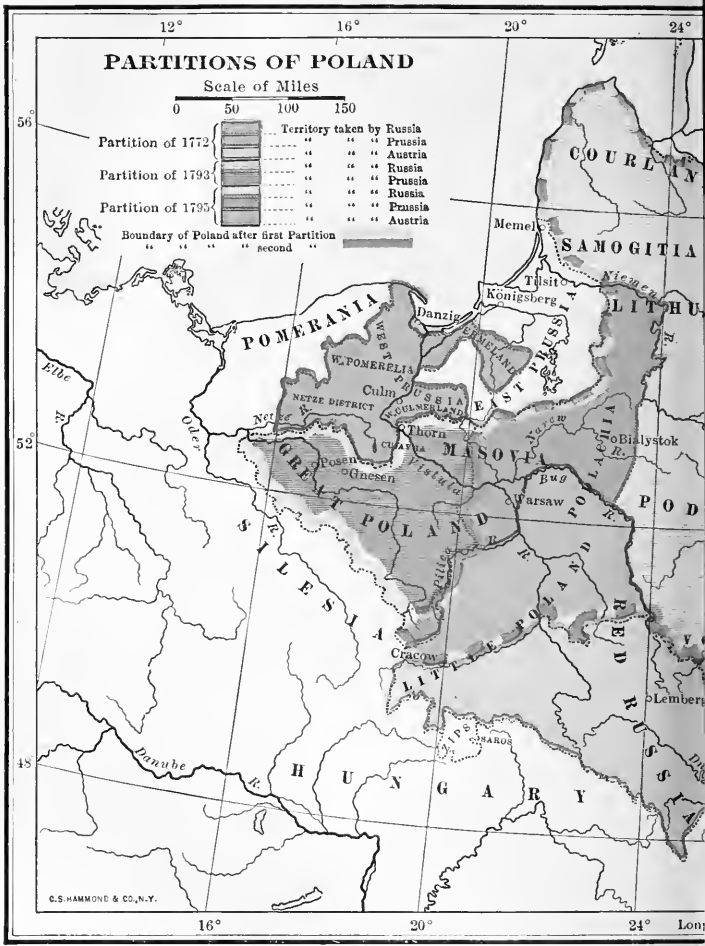 12° 16° 20° 24°
PARTITIONS OF POLAND
Scale of Miles
0 50 100 150
56°
Partition of 1772 Territory taken by Russia
" " " Prussia
" " " Austria
Partition of 1793 " " " Russia
" " " Prussia
Partition of 1795 " " " Russia
" " " Prussia
" " " Austria
Boundary of Poland after first Partition
" " " " second "
COURLAN
Memel
SAMOGITIA
Tilsit
Niemen R.
Königsberg
LITHU
Danzig
POMERANIA
ERMELAND
WEST PRUSSIA
EAST PRUSSIA
W. POMERELIA
Elbe R.
Culm
NETZE DISTRICT
W. CULMERLAND
Oder R.
Netze R.
Thorn
Narew R.
Bialystok
52°
CUJAVIA
MASOVIA
PODLACHIA
Posen
Gnesen
Vistula R.
Bug R.
Warsaw
POD
GREAT POLAND
SILESIA
Pilica R.
LITTLE POLAND
RED RUSSIA
VO
Cracow
Lemberg
ZIPS
SAROS
48°
Danube R.
HUNGARY
C.S. HAMMOND & CO., N.Y.
16° 20° 24° Long